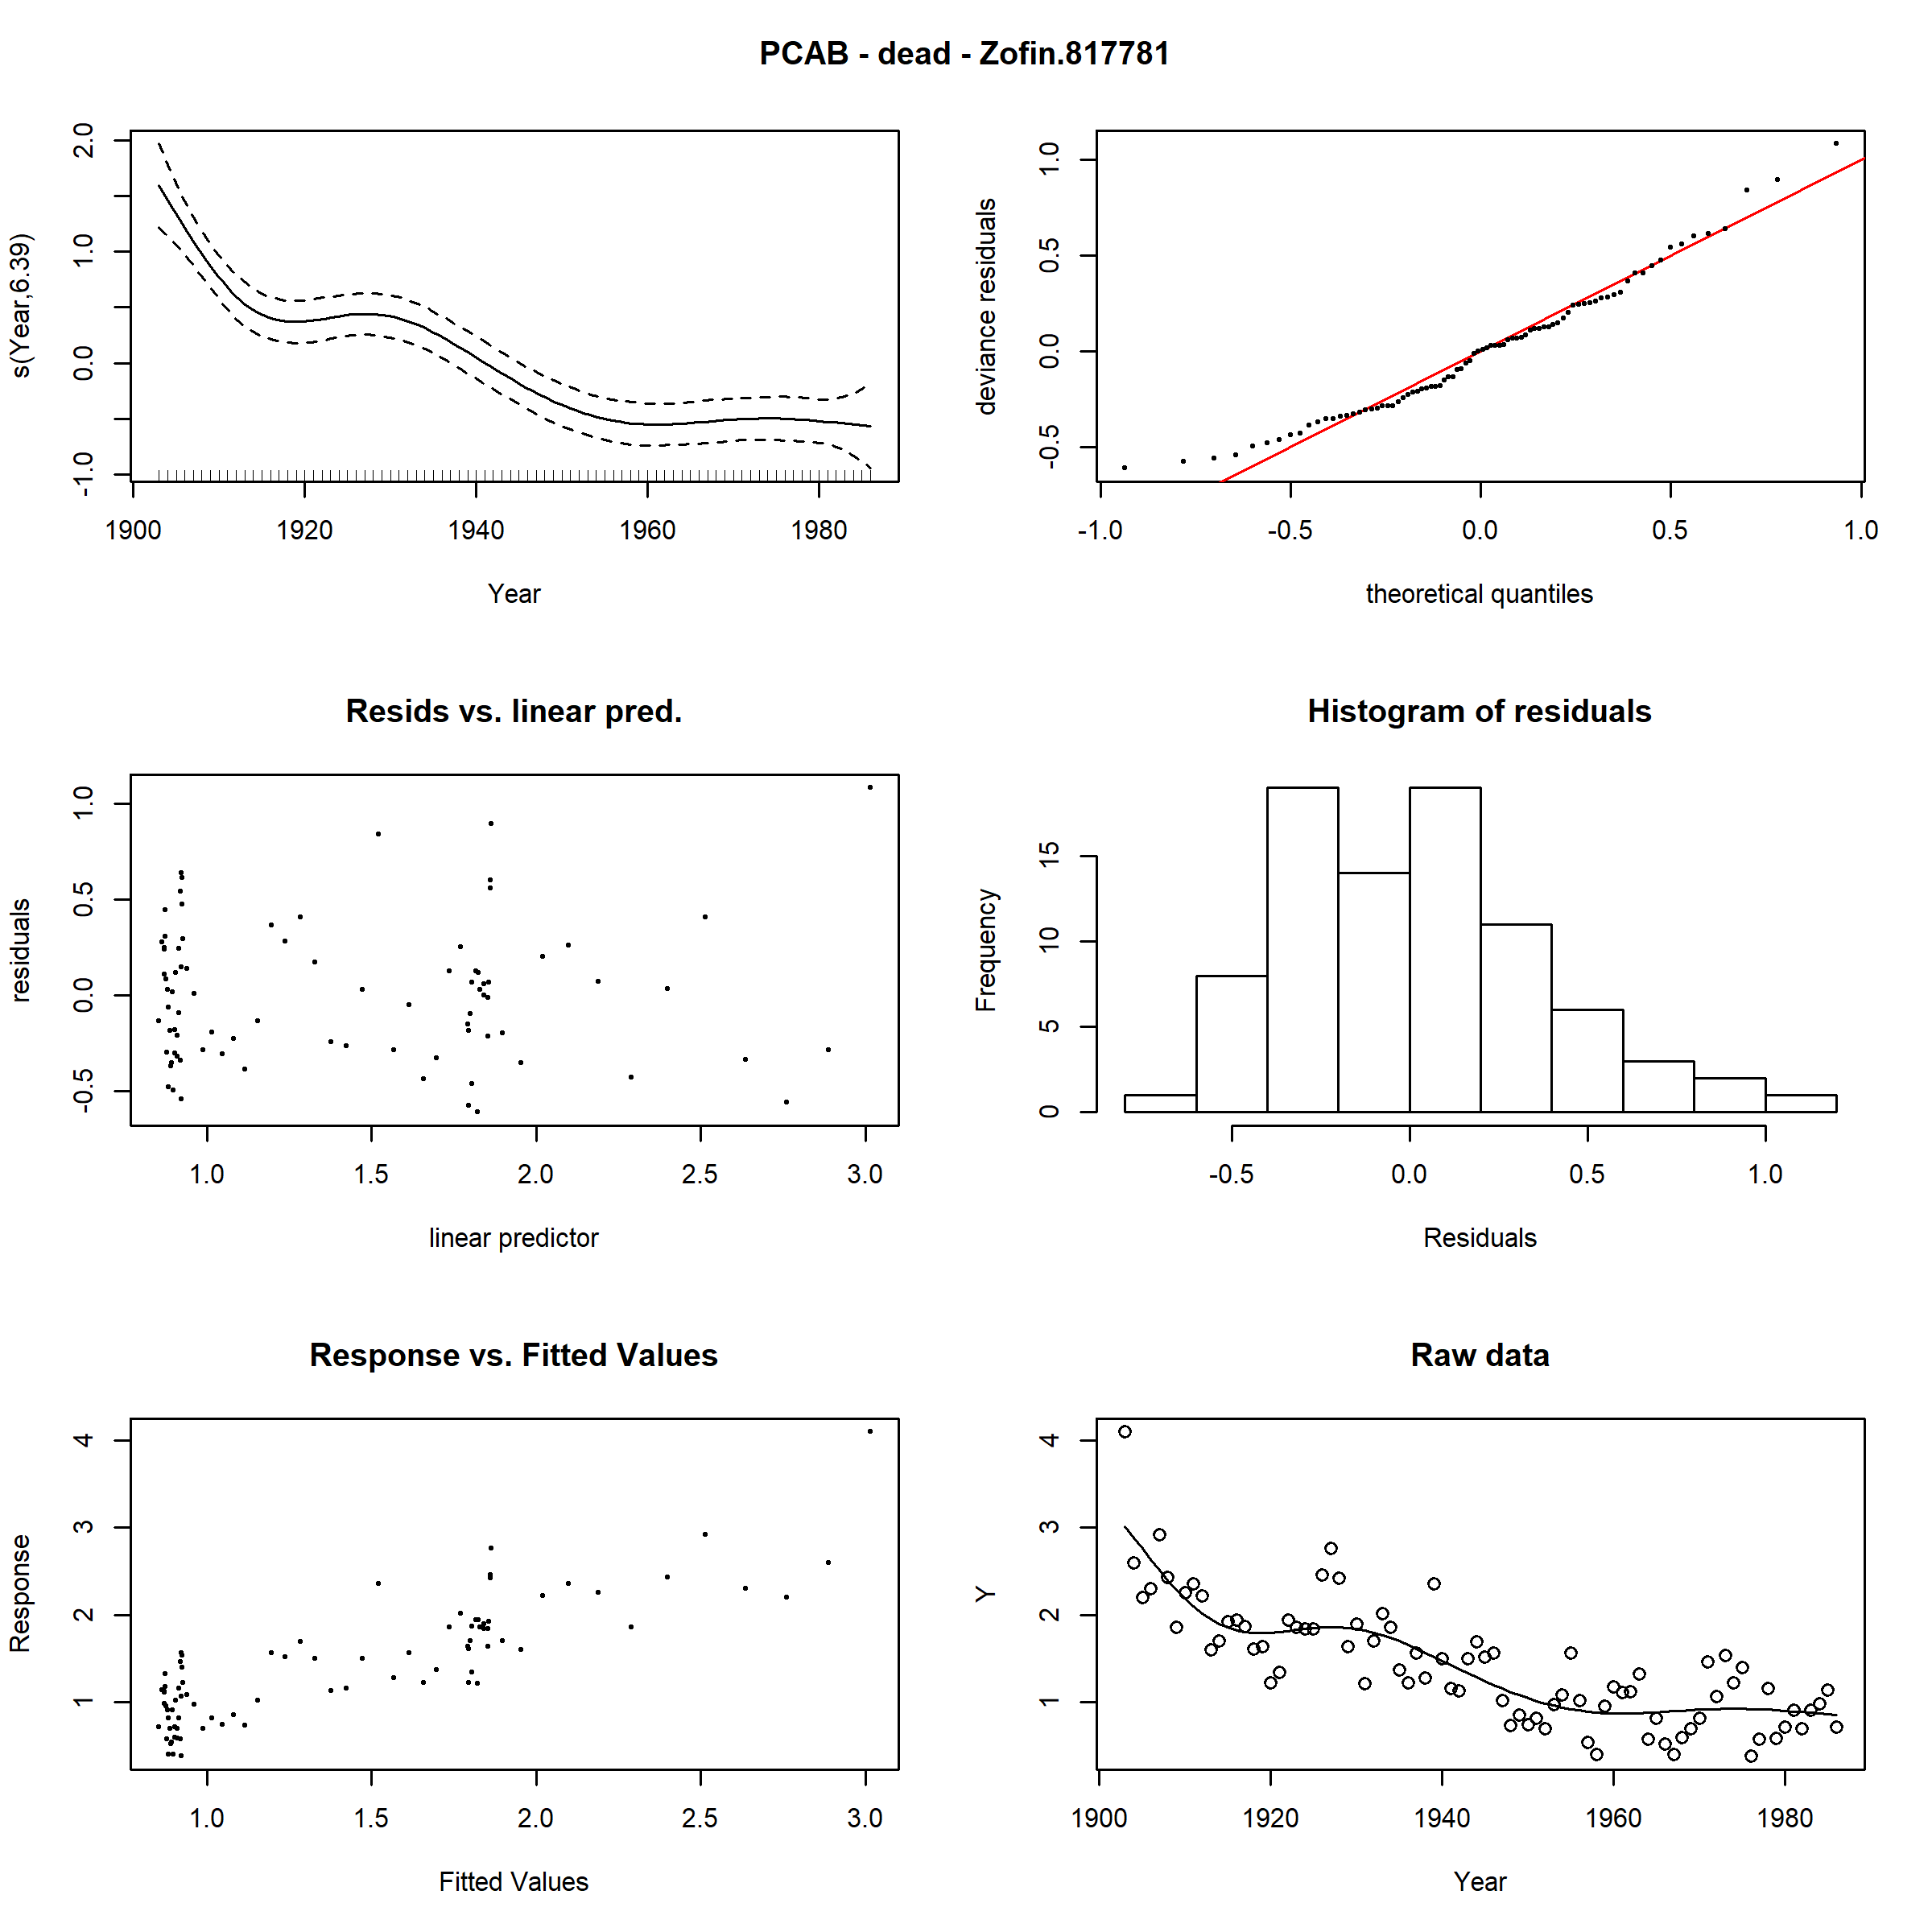 PCAB - dead - Zofin.817781
s(Year,6.39)
-1.0 0.0 1.0 2.0
1900 1920 1940 1960 1980
Year
deviance residuals
-0.5 0.0 0.5 1.0
-1.0 -0.5 0.0 0.5 1.0
theoretical quantiles
Resids vs. linear pred.
residuals
-0.5 0.0 0.5 1.0
1.0 1.5 2.0 2.5 3.0
linear predictor
Histogram of residuals
Frequency
0 5 10 15
-0.5 0.0 0.5 1.0
Residuals
Response vs. Fitted Values
Response
1 2 3 4
1.0 1.5 2.0 2.5 3.0
Fitted Values
Raw data
Y
1 2 3 4
1900 1920 1940 1960 1980
Year